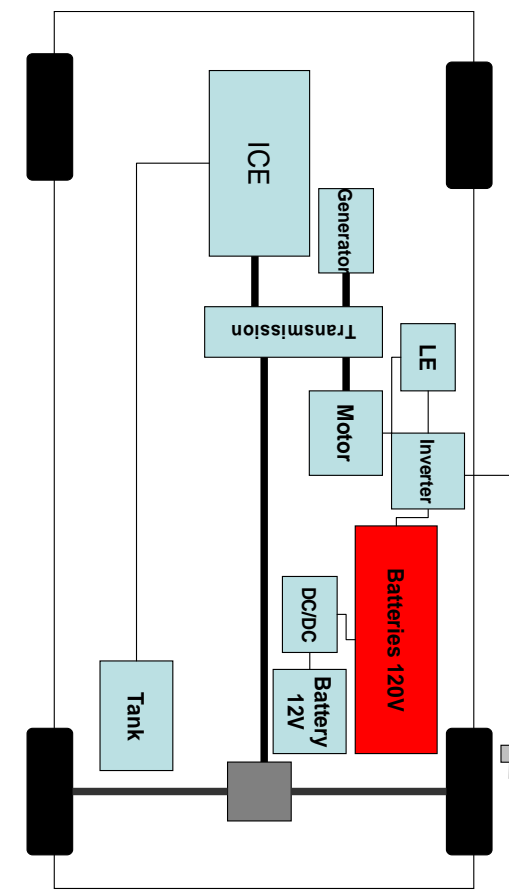 ICE
Generator
Transmission
LE
Motor
Inverter
Batteries 120V
DC/DC
Battery
12V
Tank